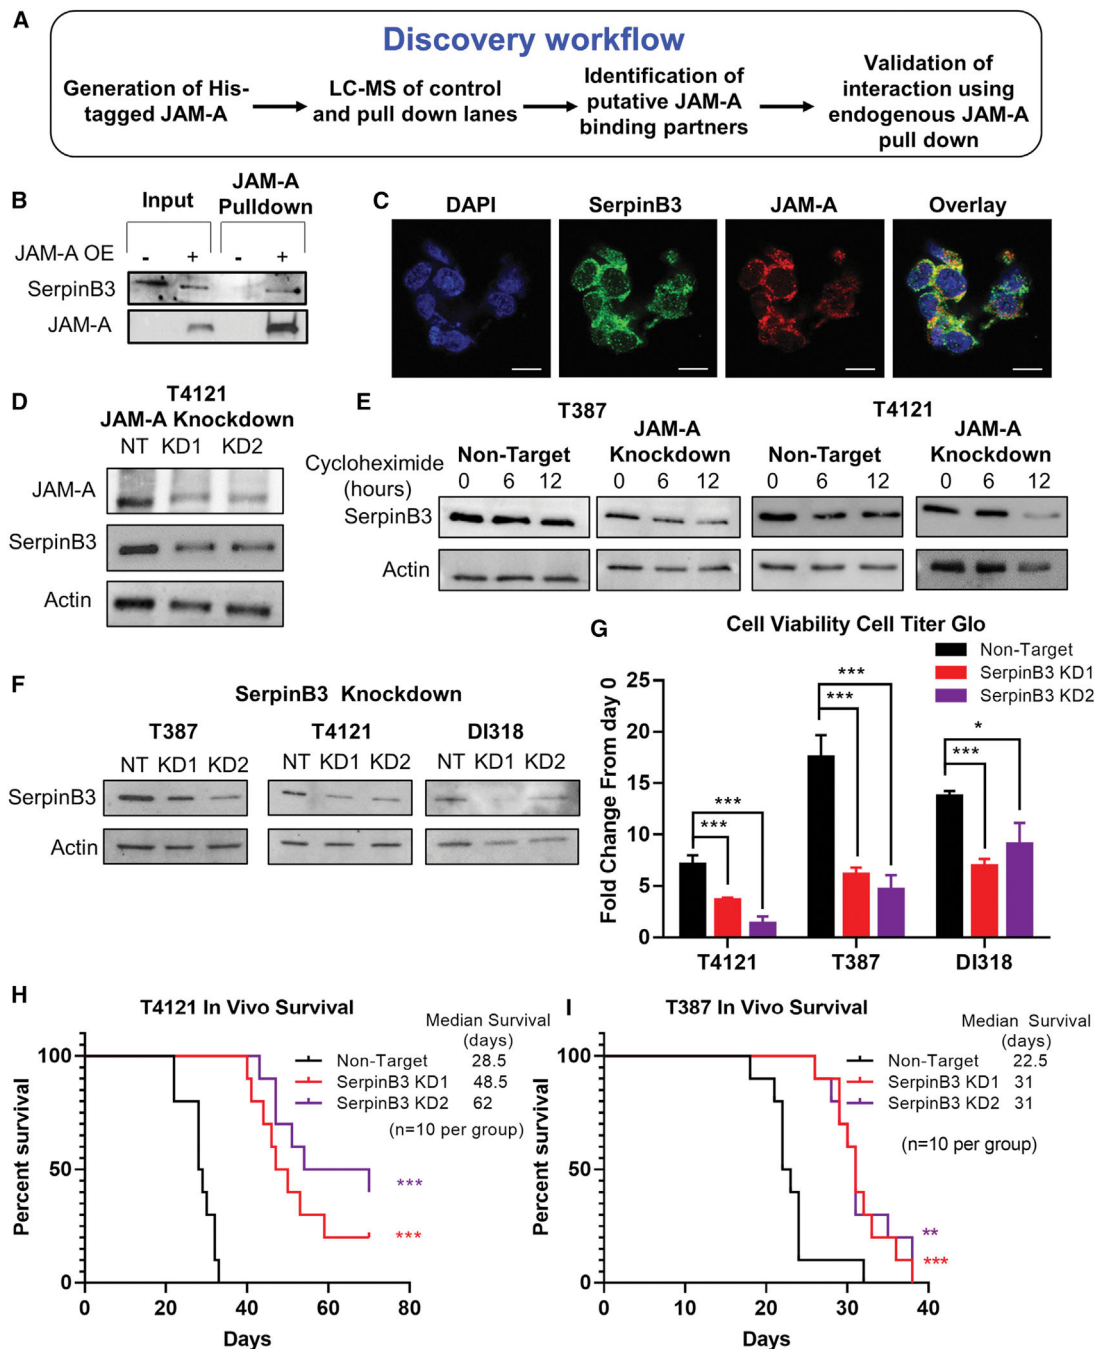 A
Discovery workflow
Generation of His-
tagged JAM-A
LC-MS of control
and pull down lanes
Identification of
putative JAM-A
binding partners
Validation of
interaction using
endogenous JAM-A
pull down
B
Input
JAM-A
Pulldown
JAM-A OE - + - +
SerpinB3
JAM-A
C
DAPI SerpinB3 JAM-A Overlay
D
T4121
JAM-A Knockdown
NT KD1 KD2
JAM-A
SerpinB3
Actin
E
T387 T4121
Cycloheximide
(hours)
Non-Target
JAM-A
Knockdown
Non-Target
JAM-A
Knockdown
0 6 12 0 6 12 0 6 12 0 6 12
SerpinB3
Actin
F
SerpinB3 Knockdown
T387 T4121 DI318
NT KD1 KD2 NT KD1 KD2 NT KD1 KD2
SerpinB3
Actin
G
Cell Viability Cell Titer Glo
Non-Target
SerpinB3 KD1
SerpinB3 KD2
Fold Change From day 0
25
20
15
10
5
0
***
***
***
***
*
***
T4121 T387 DI318
H
T4121 In Vivo Survival
Median Survival
(days)
Non-Target 28.5
SerpinB3 KD1 48.5
SerpinB3 KD2 62
(n=10 per group)
Percent survival
100
50
0
***
***
0 20 40 60 80
Days
I
T387 In Vivo Survival
Median Survival
(days)
Non-Target 22.5
SerpinB3 KD1 31
SerpinB3 KD2 31
(n=10 per group)
Percent survival
100
50
0
**
***
0 10 20 30 40
Days